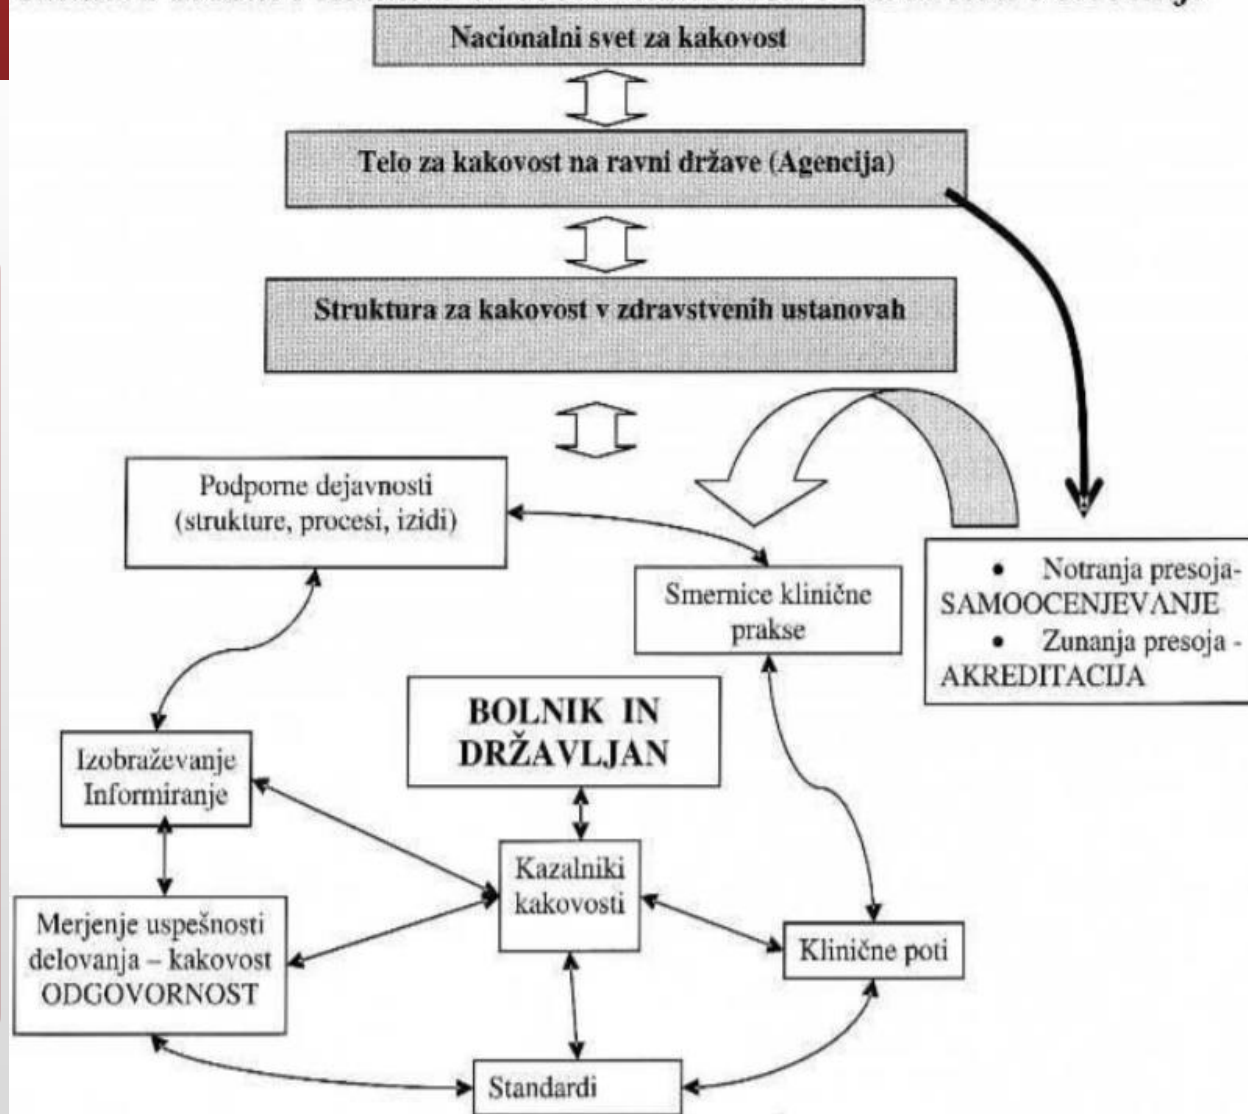 Nacionalni svet za kakovost
Telo za kakovost na ravni države (Agencija)
Struktura za kakovost v zdravstvenih ustanovah
Podporne dejavnosti
(strukture, procesi, izidi)
Smernice klinične
prakse
• Notranja presoja-
SAMOOCENJEVANJE
• Zunanja presoja -
AKREDITACIJA
BOLNIK IN
DRŽAVLJAN
Izobraževanje
Informiranje
Kazalniki
kakovosti
Merjenje uspešnosti
delovanja – kakovost
ODGOVORNOST
Klinične poti
Standardi